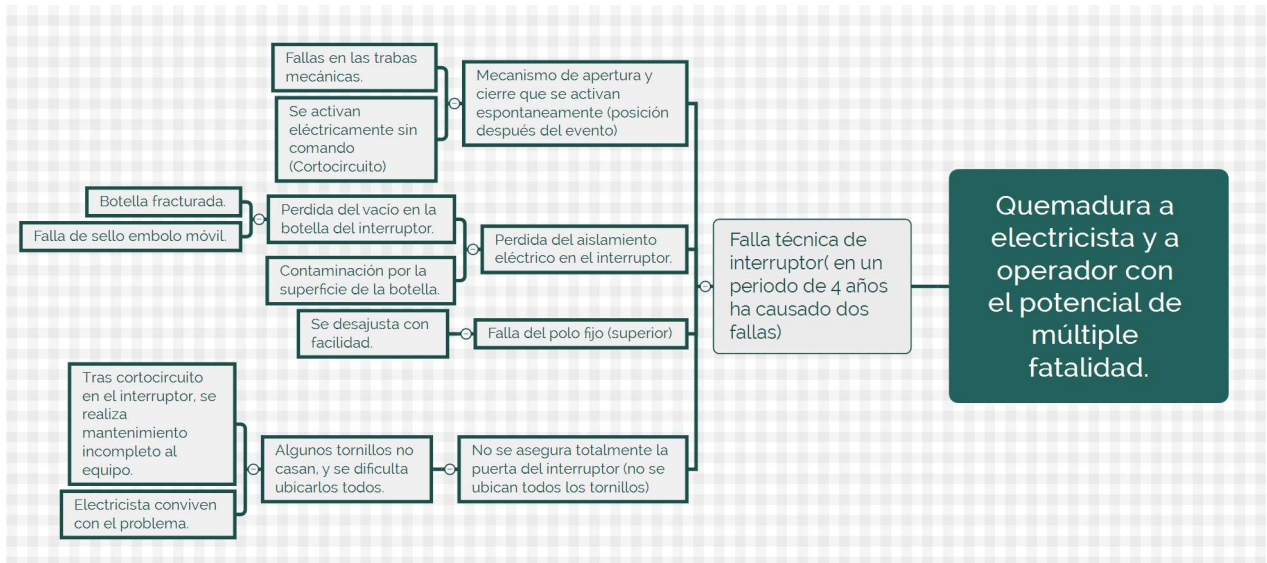 Fallas en las trabas
mecánicas.
Se activan
eléctricamente sin
comando
(Cortocircuito)
Mecanismo de apertura y
cierre que se activan
espontaneamente (posición
después del evento)
Botella fracturada.
Falla de sello embolo móvil.
Perdida del vacío en la
botella del interruptor.
Contaminación por la
superficie de la botella.
Perdida del aislamiento
eléctrico en el interruptor.
Se desajusta con
facilidad.
Falla del polo fijo (superior)
Tras cortocircuito
en el interruptor, se
realiza
mantenimiento
incompleto al
equipo.
Electricista conviven
con el problema.
Algunos tornillos no
casan, y se dificulta
ubicarlos todos.
No se asegura totalmente la
puerta del interruptor (no se
ubican todos los tornillos)
Falla técnica de
interruptor( en un
periodo de 4 años
ha causado dos
fallas)
Quemadura a
electricista y a
operador con
el potencial de
múltiple
fatalidad.